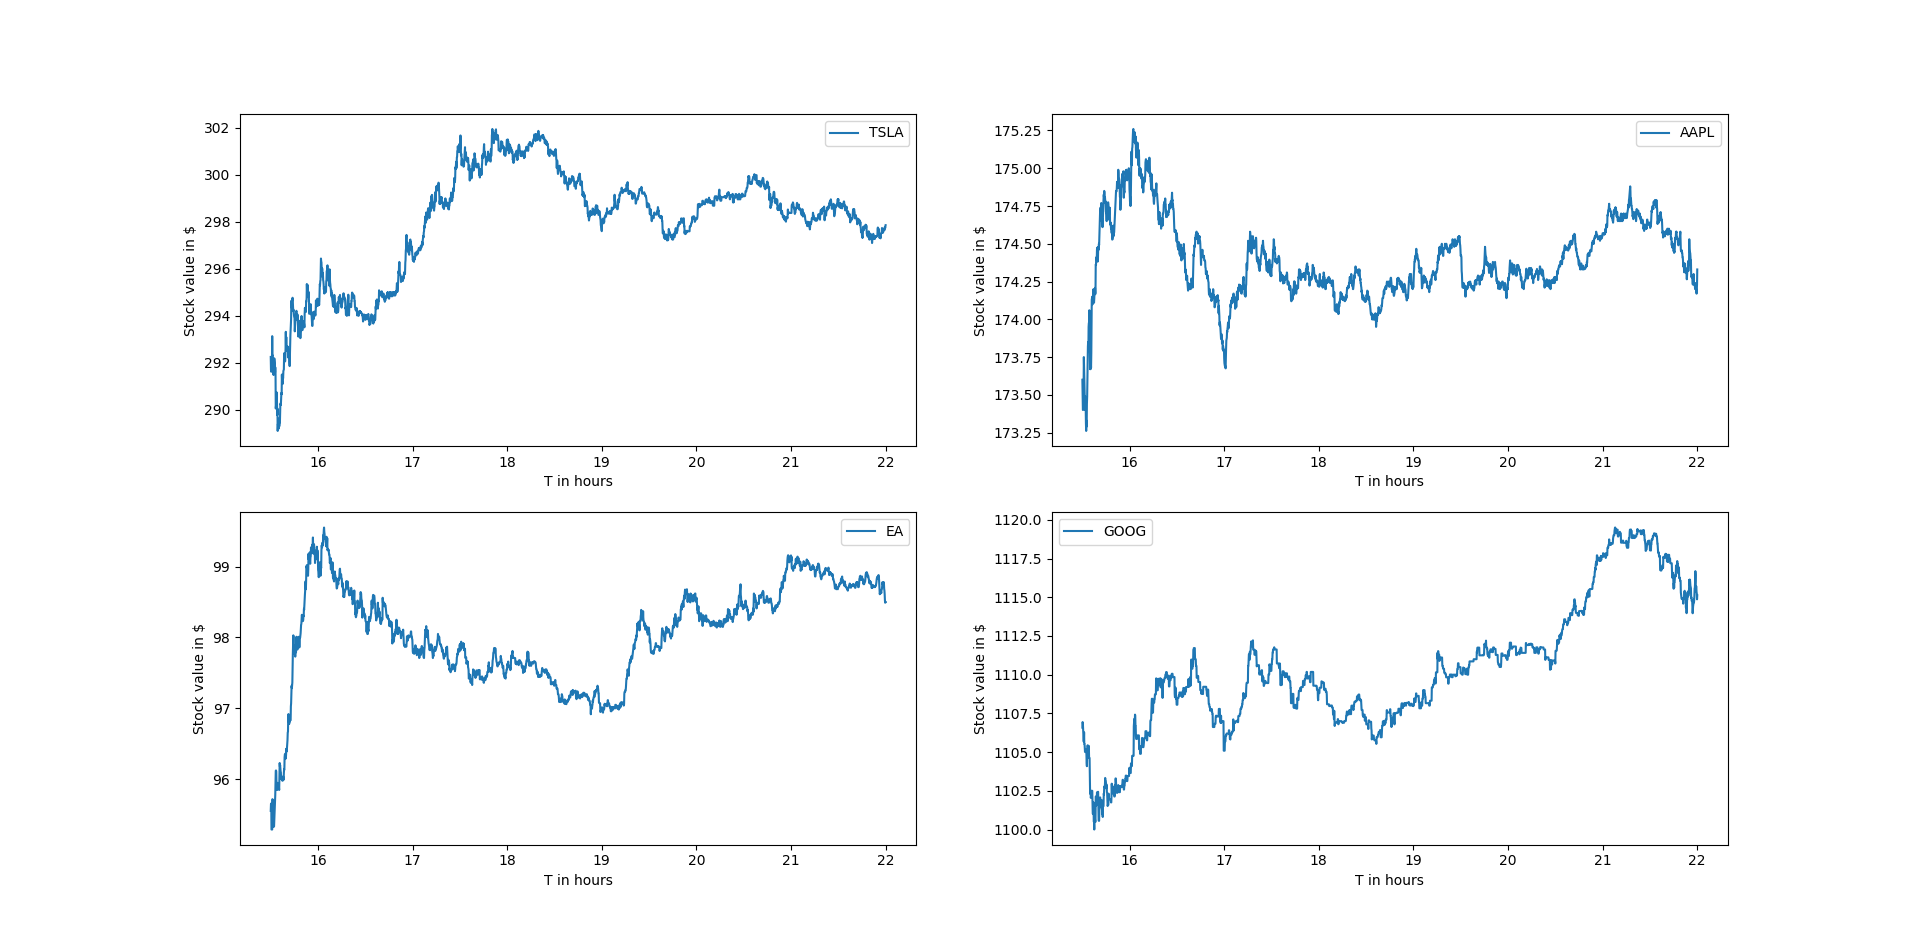 302
300
298
296
294
292
290
Stock value in $
TSLA
16 17 18 19 20 21 22
T in hours
175.25
175.00
174.75
174.50
174.25
174.00
173.75
173.50
173.25
Stock value in $
AAPL
16 17 18 19 20 21 22
T in hours
99
98
97
96
Stock value in $
EA
16 17 18 19 20 21 22
T in hours
1120.0
1117.5
1115.0
1112.5
1110.0
1107.5
1105.0
1102.5
1100.0
Stock value in $
GOOG
16 17 18 19 20 21 22
T in hours